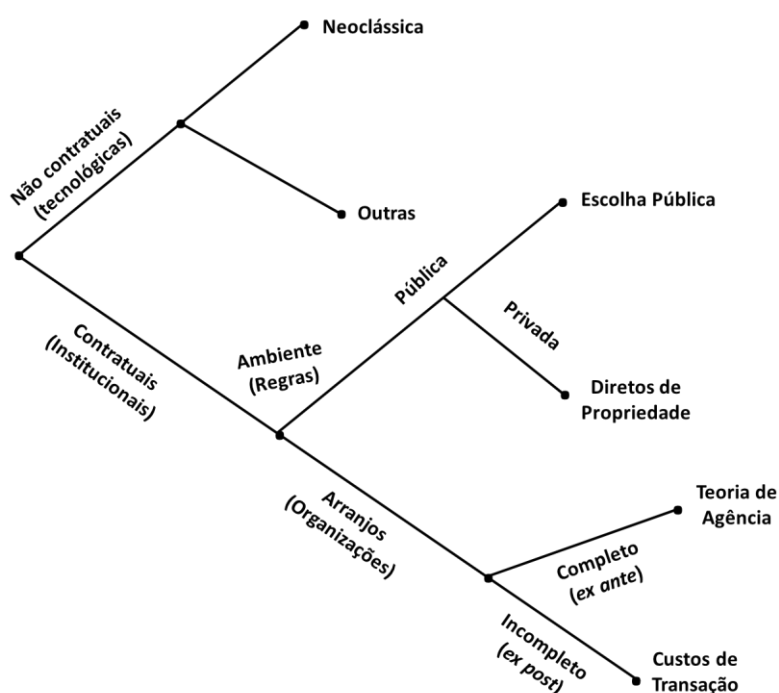 Neoclássica
Não contratuais
(tecnológicas)
Outras
Escolha Pública
Pública
Privada
Contratuais
(Institucionais)
Ambiente
(Regras)
Diretos de
Propriedade
Arranjos
(Organizações)
Teoria de
Agência
Completo
(ex ante)
Incompleto
(ex post)
Custos de
Transação